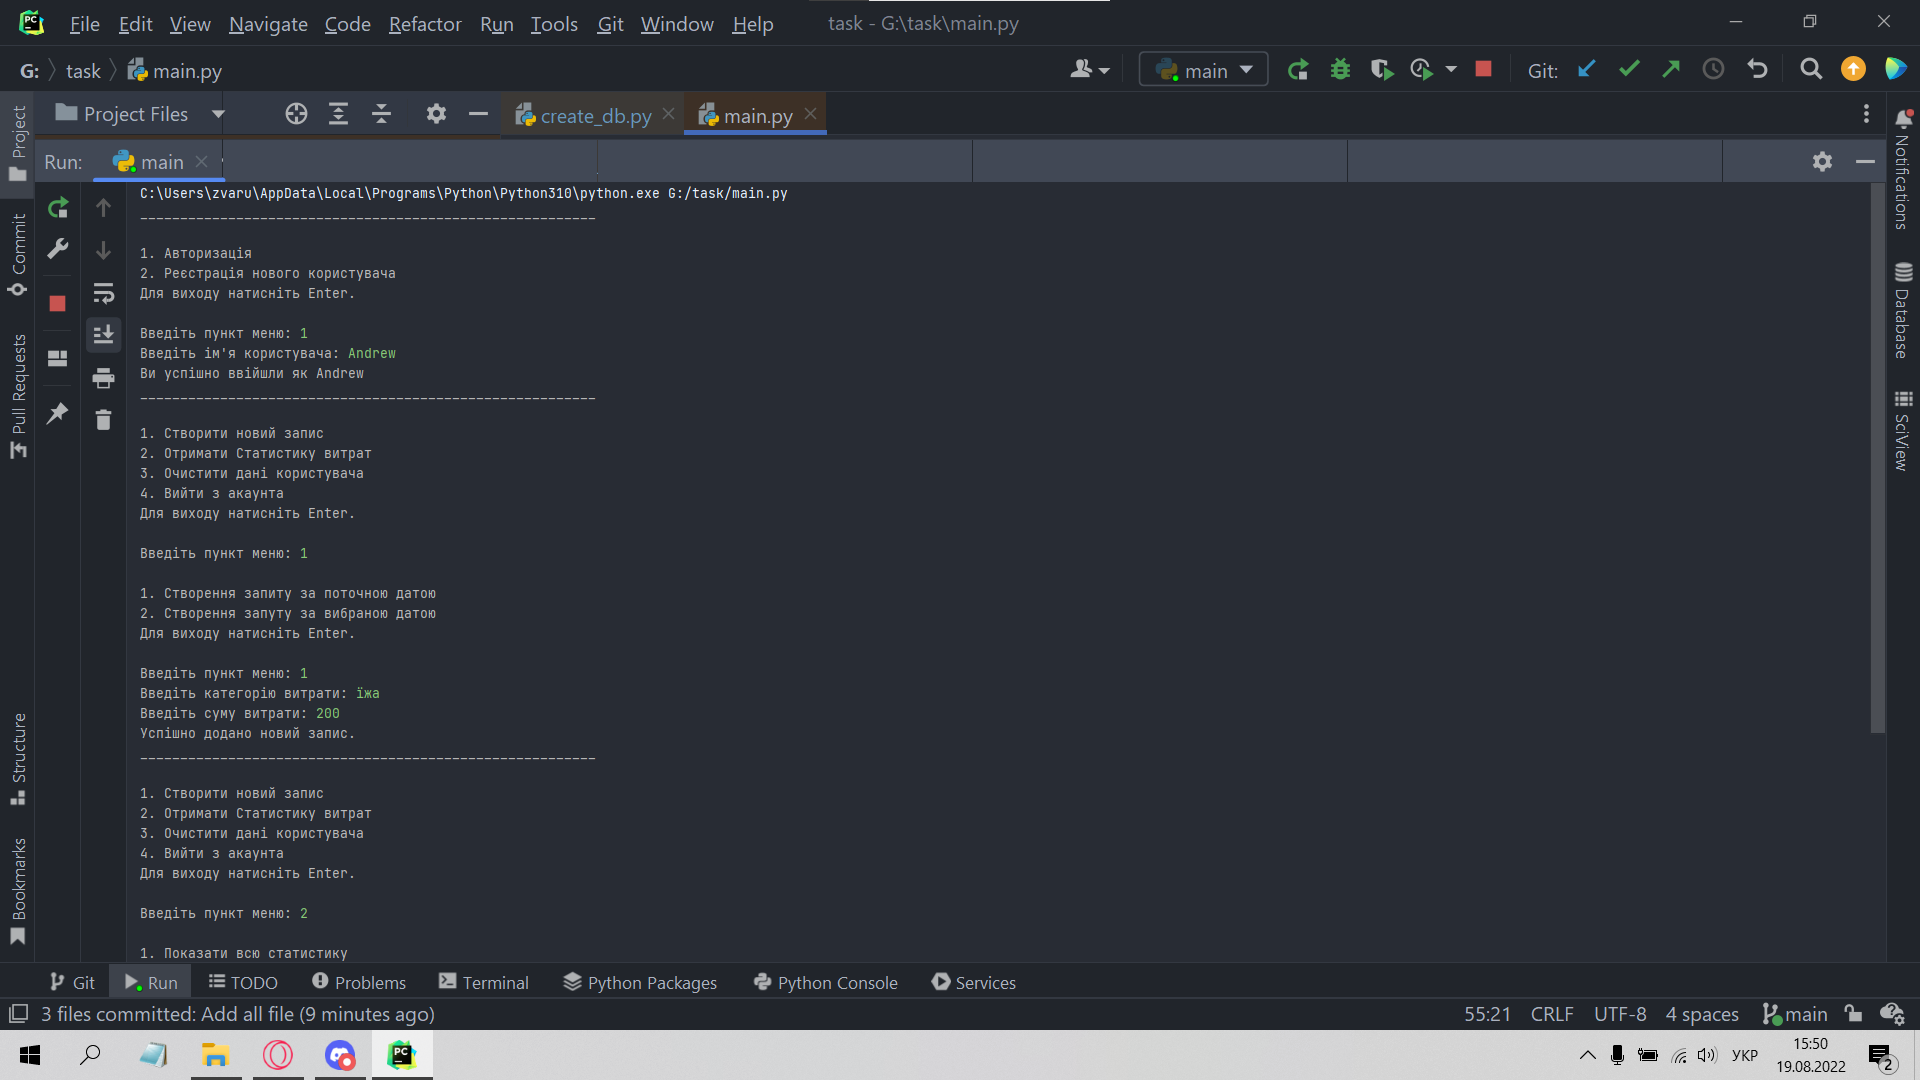 PC File Edit View Navigate Code Refactor Run Tools Git Window Help task - G:\task\main.py
G: task main.py main Git:
Project Files create_db.py main.py
Run: main
C:\Users\zvaru\AppData\Local\Programs\Python\Python310\python.exe G:/task/main.py
---------------------------------------------------------
1. Авторизація
2. Реєстрація нового користувача
Для виходу натисніть Enter.
Введіть пункт меню: 1
Введіть ім'я користувача: Andrew
Ви успішно ввійшли як Andrew
---------------------------------------------------------
1. Створити новий запис
2. Отримати Статистику витрат
3. Очистити дані користувача
4. Вийти з акаунта
Для виходу натисніть Enter.
Введіть пункт меню: 1
1. Створення запиту за поточною датою
2. Створення запуту за вибраною датою
Для виходу натисніть Enter.
Введіть пункт меню: 1
Введіть категорію витрати: їжа
Введіть суму витрати: 200
Успішно додано новий запис.
---------------------------------------------------------
1. Створити новий запис
2. Отримати Статистику витрат
3. Очистити дані користувача
4. Вийти з акаунта
Для виходу натисніть Enter.
Введіть пункт меню: 2
1. Показати всю статистику
Project
Commit
Pull Requests
Structure
Bookmarks
Notifications
Database
SciView
Git Run TODO Problems Terminal Python Packages Python Console Services
3 files committed: Add all file (9 minutes ago) 55:21 CRLF UTF-8 4 spaces main
PC УКР 15:50
19.08.2022
2